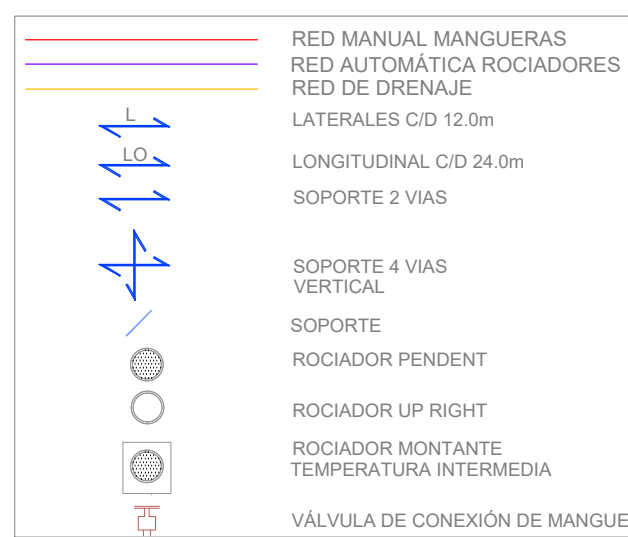 RED MANUAL MANGUERAS
RED AUTOMÁTICA ROCIADORES
RED DE DRENAJE
L
LATERALES C/D 12.0m
LO
LONGITUDINAL C/D 24.0m
SOPORTE 2 VIAS
SOPORTE 4 VIAS
VERTICAL
SOPORTE
ROCIADOR PENDENT
ROCIADOR UP RIGHT
ROCIADOR MONTANTE
TEMPERATURA INTERMEDIA
VÁLVULA DE CONEXIÓN DE MANGUE